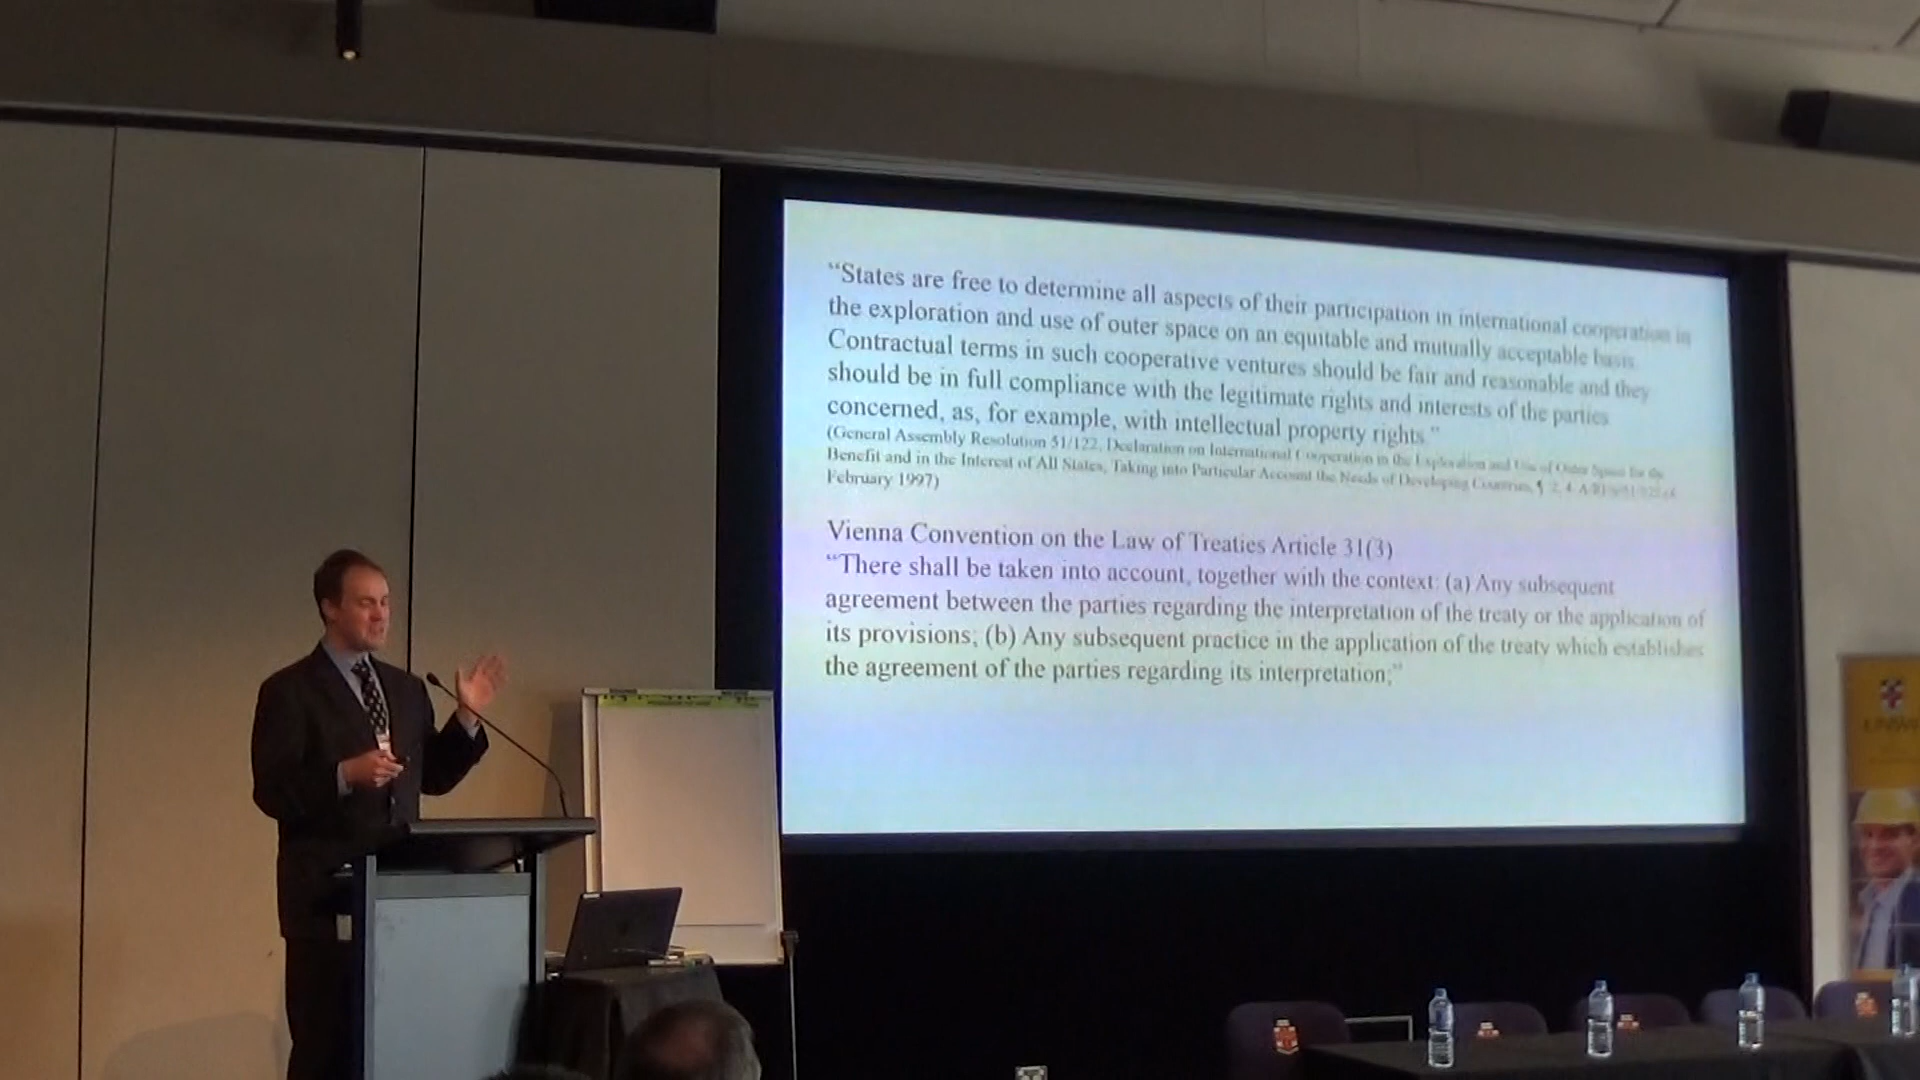 “States are free to determine all aspects of their participation in international cooperation in
the exploration and use of outer space on an equitable and mutually acceptable basis.
Contractual terms in such cooperative ventures should be fair and reasonable and they
should be in full compliance with the legitimate rights and interests of the parties
concerned, as, for example, with intellectual property rights.”
(General Assembly Resolution 51/122, Declaration on International Cooperation in the Exploration and Use of Outer Space for the
Benefit and in the Interest of All States, Taking into Particular Account the Needs of Developing Countries, ¶ 2,
February 1997)
Vienna Convention on the Law of Treaties Article 31(3)
“There shall be taken into account, together with the context: (a) Any subsequent
agreement between the parties regarding the interpretation of the treaty or the application of
its provisions; (b) Any subsequent practice in the application of the treaty which establishes
the agreement of the parties regarding its interpretation;”
UNSW